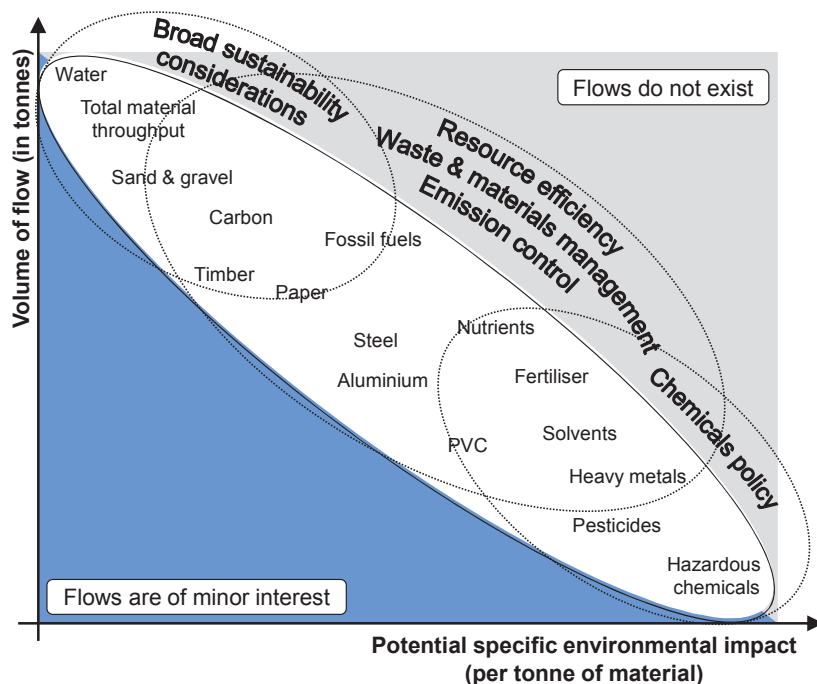 Volume of flow (in tonnes)
Broad sustainability
considerations
Flows do not exist
Water
Total material
throughput
Resource efficiency
Waste & materials management
Emission control
Sand & gravel
Carbon
Fossil fuels
Timber
Paper
Steel
Nutrients
Aluminium
Fertiliser
Chemicals policy
PVC
Solvents
Heavy metals
Pesticides
Hazardous
chemicals
Flows are of minor interest
Potential specific environmental impact
(per tonne of material)